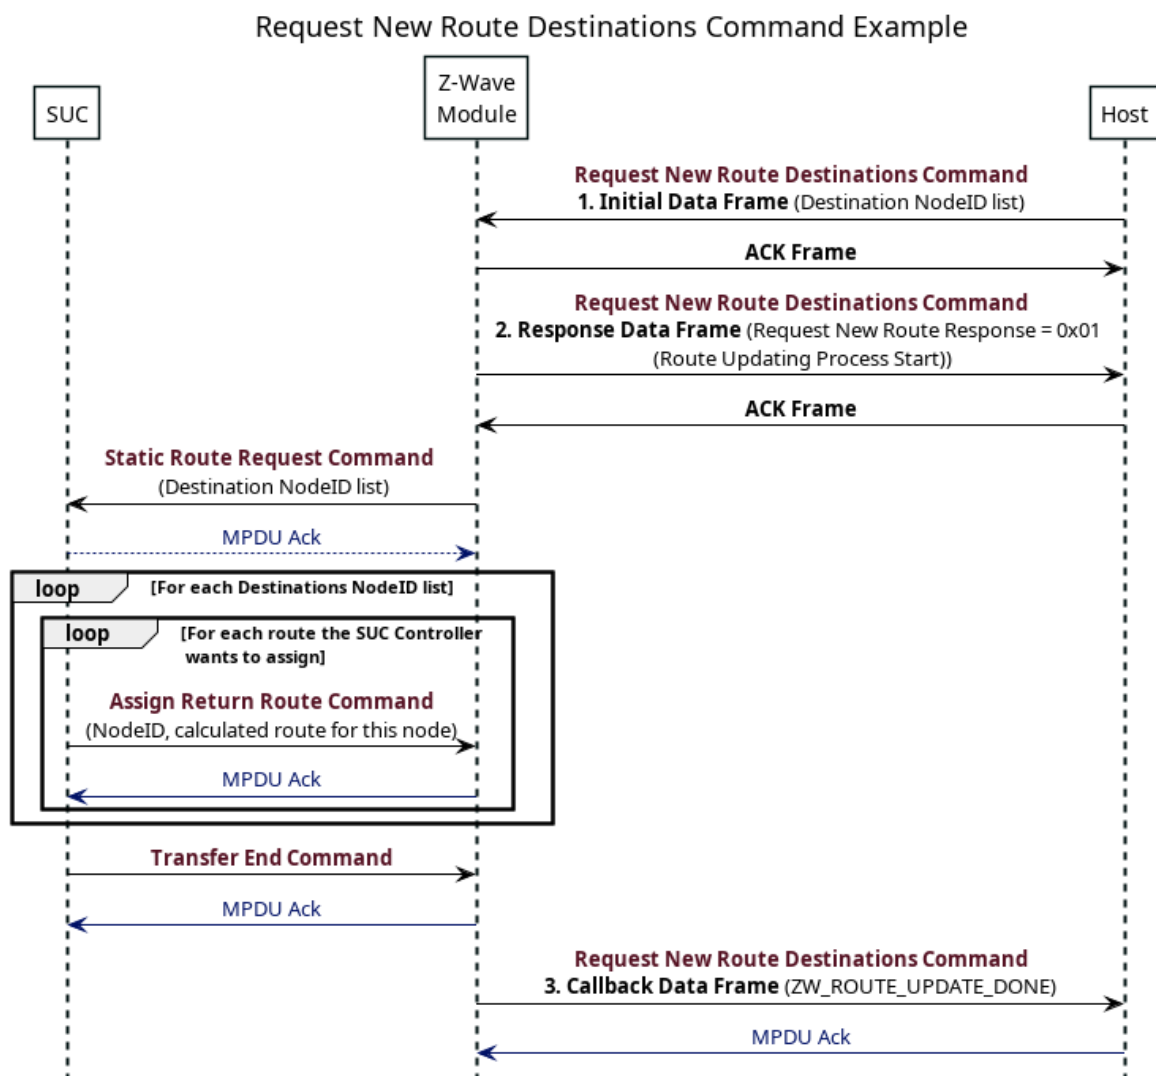 Request New Route Destinations Command Example
SUC
Z-Wave
Module
Host
Request New Route Destinations Command
1. Initial Data Frame (Destination NodeID list)
ACK Frame
Request New Route Destinations Command
2. Response Data Frame (Request New Route Response = 0x01
(Route Updating Process Start))
ACK Frame
Static Route Request Command
(Destination NodeID list)
MPDU Ack
loop [For each Destinations NodeID list]
loop [For each route the SUC Controller
wants to assign]
Assign Return Route Command
(NodeID, calculated route for this node)
MPDU Ack
Transfer End Command
MPDU Ack
Request New Route Destinations Command
3. Callback Data Frame (ZW_ROUTE_UPDATE_DONE)
MPDU Ack